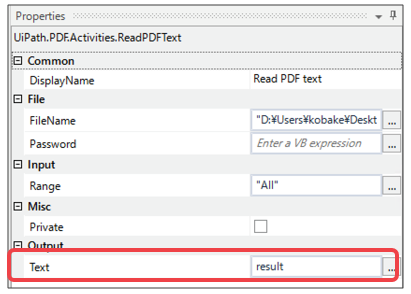 Properties
UiPath.PDF.Activities.ReadPDFText
Common
DisplayName Read PDF text
File
FileName "D:¥Users¥kobake¥Deskt ...
Password Enter a VB expression ...
Input
Range "All" ...
Misc
Private
Output
Text result ...